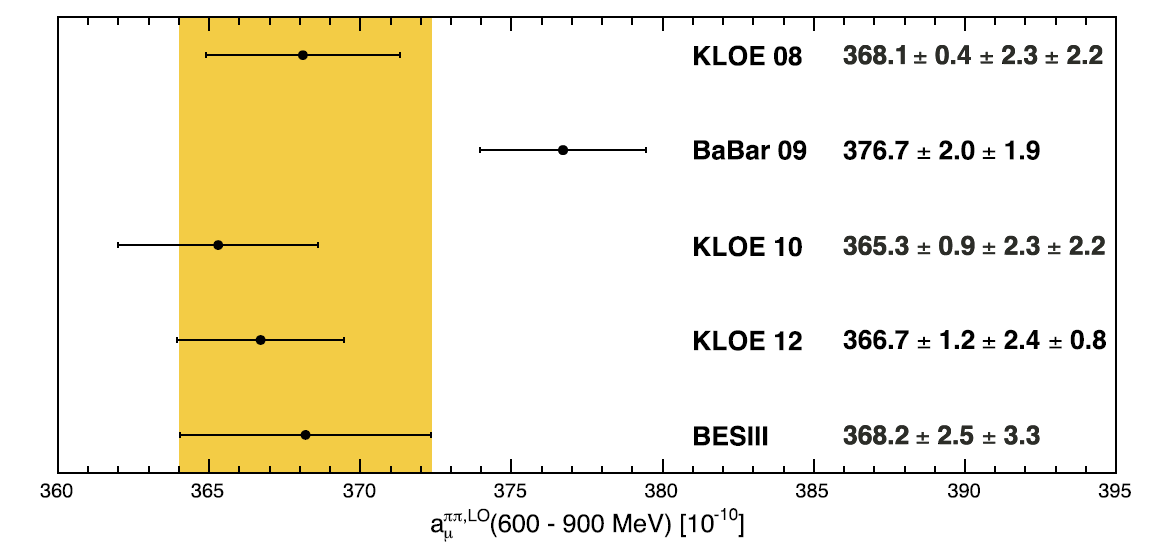 KLOE 08 368.1 ± 0.4 ± 2.3 ± 2.2
BaBar 09 376.7 ± 2.0 ± 1.9
KLOE 10 365.3 ± 0.9 ± 2.3 ± 2.2
KLOE 12 366.7 ± 1.2 ± 2.4 ± 0.8
BESIII 368.2 ± 2.5 ± 3.3
360 365 370 375 380 385 390 395
a_μ^{ππ,LO}(600 - 900 MeV) [10^{-10}]